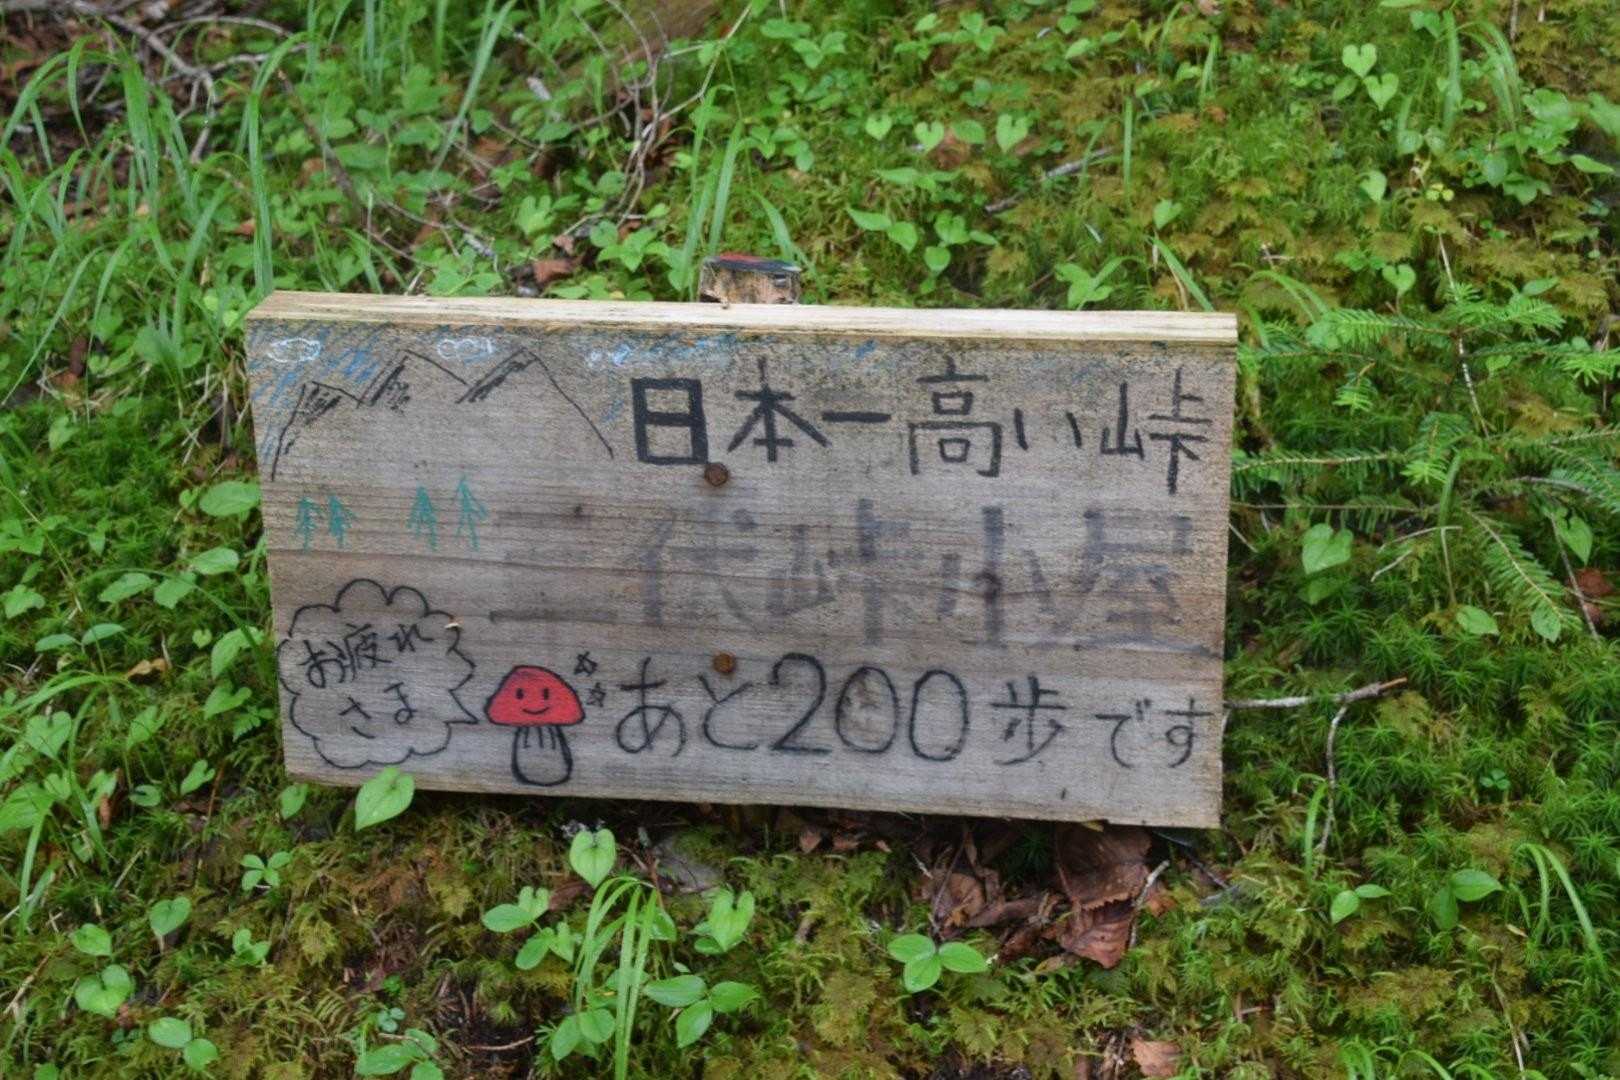 日本一高い峠
三伏峠小屋
お疲れ
さま
あと200歩です